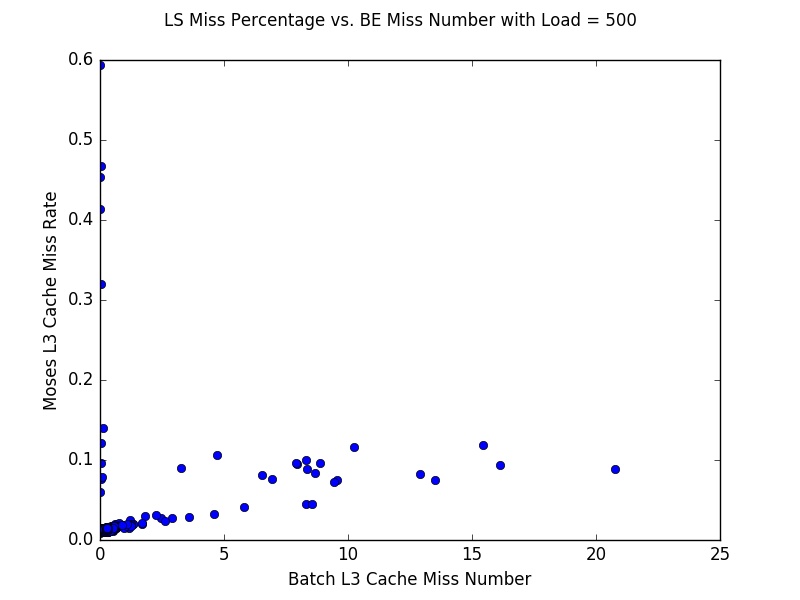 LS Miss Percentage vs. BE Miss Number with Load = 500
0.6
0.5
0.4
0.3
0.2
0.1
0.0
Moses L3 Cache Miss Rate
0 5 10 15 20 25
Batch L3 Cache Miss Number